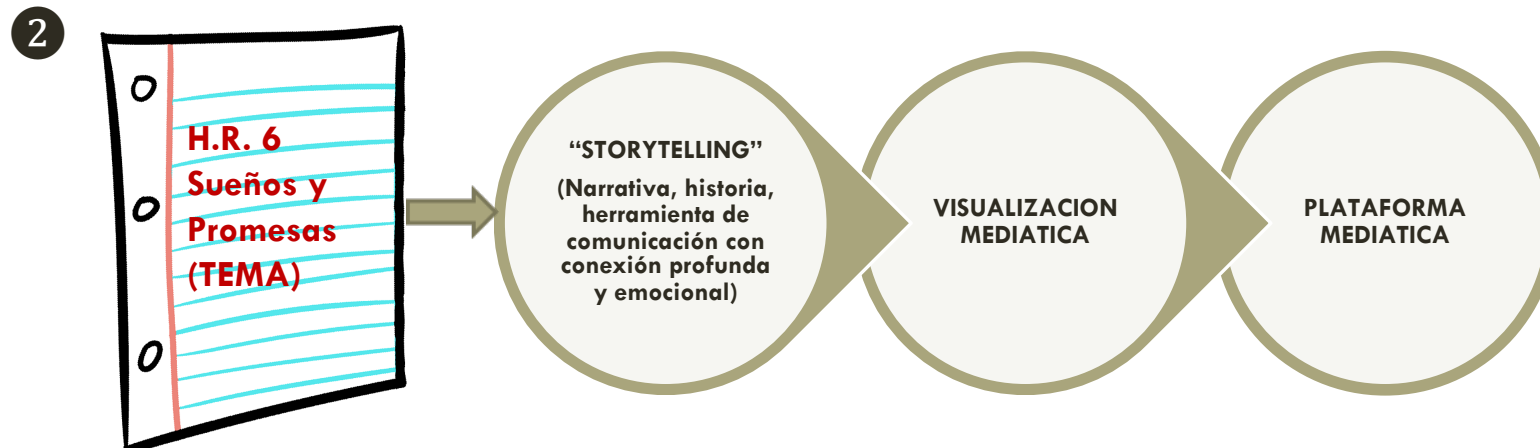 2
H.R. 6
Sueños y
Promesas
(TEMA)
“STORYTELLING”
(Narrativa, historia,
herramienta de
comunicación con
conexión profunda
y emocional)
VISUALIZACION
MEDIATICA
PLATAFORMA
MEDIATICA